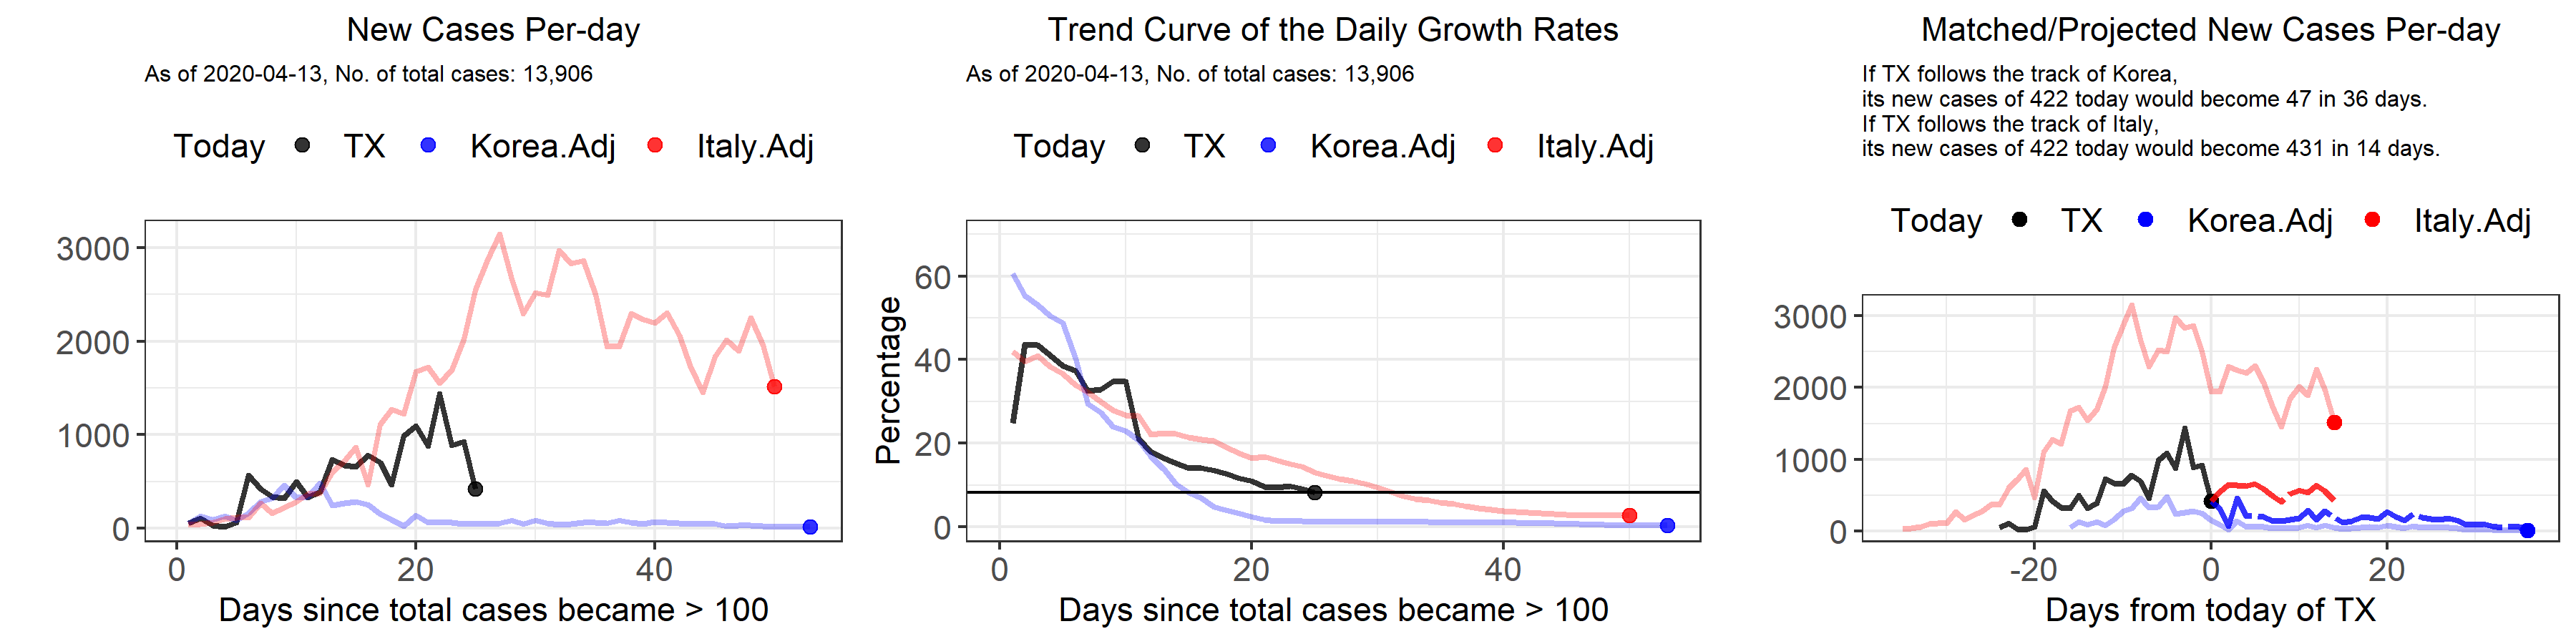 New Cases Per-day
As of 2020-04-13, No. of total cases: 13,906
Today TX Korea.Adj Italy.Adj
3000
2000
1000
0
0 20 40
Days since total cases became > 100
Trend Curve of the Daily Growth Rates
As of 2020-04-13, No. of total cases: 13,906
Today TX Korea.Adj Italy.Adj
Percentage
60
40
20
0
0 20 40
Days since total cases became > 100
Matched/Projected New Cases Per-day
If TX follows the track of Korea,
its new cases of 422 today would become 47 in 36 days.
If TX follows the track of Italy,
its new cases of 422 today would become 431 in 14 days.
Today TX Korea.Adj Italy.Adj
3000
2000
1000
0
-20 0 20
Days from today of TX